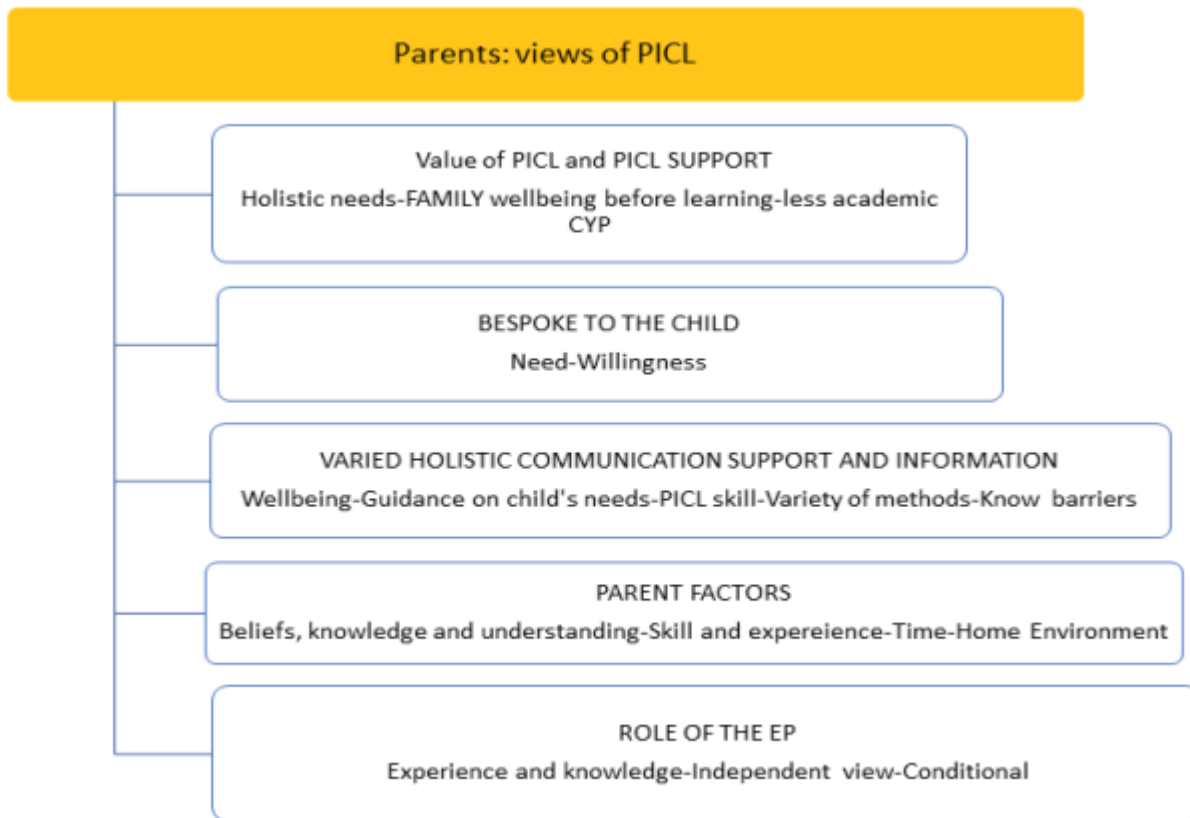 Parents: views of PICL
Value of PICL and PICL SUPPORT
Holistic needs-FAMILY wellbeing before learning-less academic
CYP
BESPOKE TO THE CHILD
Need-Willingness
VARIED HOLISTIC COMMUNICATION SUPPORT AND INFORMATION
Wellbeing-Guidance on child's needs-PICL skill-Variety of methods-Know barriers
PARENT FACTORS
Beliefs, knowledge and understanding-Skill and expereience-Time-Home Environment
ROLE OF THE EP
Experience and knowledge-Independent view-Conditional